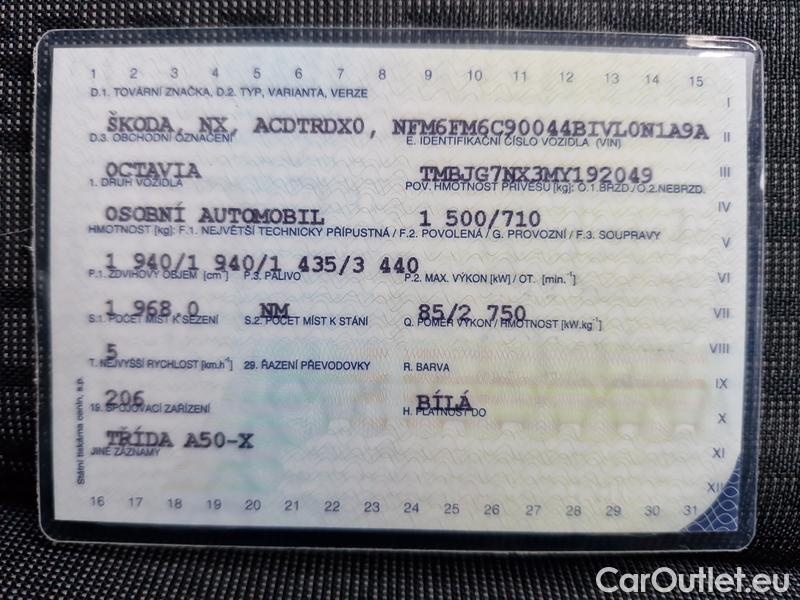 1 2 3 4 5 6 7 8 9 10 11 12 13 14 15
D.1. TOVÁRNÍ ZNAČKA, D.2. TYP, VARIANTA, VERZE
I
ŠKODA, NX, ACDTRDX0, NFM6FM6C90044BIVL0N1A9A
D.3. OBCHODNÍ OZNAČENÍ E. IDENTIFIKAČNÍ ČÍSLO VOZIDLA (VIN) II
OCTAVIA TMBJG7NX3MY192049 III
1. DRUH VOZIDLA POV. HMOTNOST PŘÍVĚSU [kg]: O.1.BRZD./O.2.NEBRZD.
OSOBNÍ AUTOMOBIL 1 500/710 IV
HMOTNOST [kg]: F.1. NEJVĚTŠÍ TECHNICKY PŘÍPUSTNÁ / F.2. POVOLENÁ / G. PROVOZNÍ / F.3. SOUPRAVY
V
1 940/1 940/1 435/3 440
P.1. ZDVIHOVÝ OBJEM [cm³] P.3. PALIVO P.2. MAX. VÝKON [kW] / OT. [min.⁻¹] VI
1 968.0 NM 85/2 750 VII
S.1. POČET MÍST K SEZENÍ S.2. POČET MÍST K STÁNÍ Q. POMĚR VÝKON / HMOTNOST [kW.kg⁻¹]
5 VIII
T. NEJVYŠŠÍ RYCHLOST [km.h⁻¹] 29. ŘAZENÍ PŘEVODOVKY R. BARVA
206 BÍLÁ IX
19. SPOJOVACÍ ZAŘÍZENÍ H. PLATNOST DO X
TŘÍDA A50-X
JINÉ ZÁZNAMY XI
XII
16 17 18 19 20 21 22 23 24 25 26 27 28 29 30 31
Státní tiskárna cenin, s.p.
CarOutlet.eu